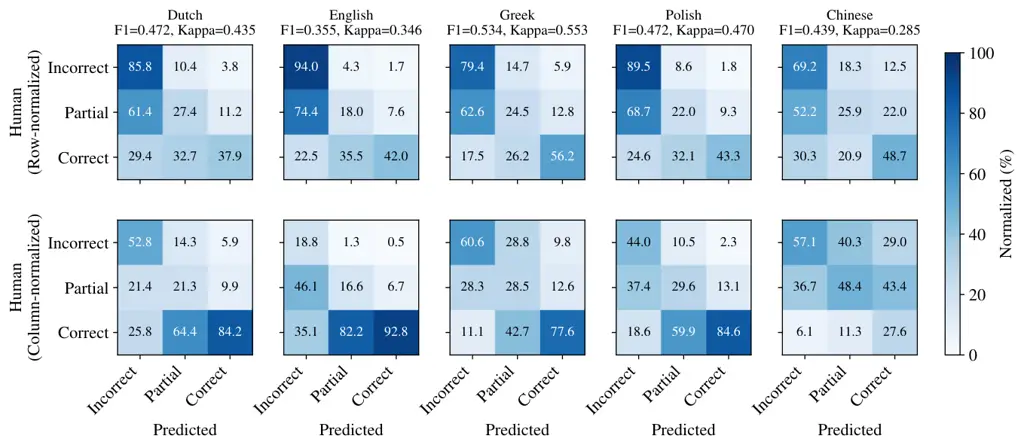 Dutch
F1=0.472, Kappa=0.435
English
F1=0.355, Kappa=0.346
Greek
F1=0.534, Kappa=0.553
Polish
F1=0.472, Kappa=0.470
Chinese
F1=0.439, Kappa=0.285
Human
(Row-normalized)
Incorrect 85.8 10.4 3.8 94.0 4.3 1.7 79.4 14.7 5.9 89.5 8.6 1.8 69.2 18.3 12.5
Partial 61.4 27.4 11.2 74.4 18.0 7.6 62.6 24.5 12.8 68.7 22.0 9.3 52.2 25.9 22.0
Correct 29.4 32.7 37.9 22.5 35.5 42.0 17.5 26.2 56.2 24.6 32.1 43.3 30.3 20.9 48.7
Human
(Column-normalized)
Incorrect 52.8 14.3 5.9 18.8 1.3 0.5 60.6 28.8 9.8 44.0 10.5 2.3 57.1 40.3 29.0
Partial 21.4 21.3 9.9 46.1 16.6 6.7 28.3 28.5 12.6 37.4 29.6 13.1 36.7 48.4 43.4
Correct 25.8 64.4 84.2 35.1 82.2 92.8 11.1 42.7 77.6 18.6 59.9 84.6 6.1 11.3 27.6
Incorrect Partial Correct Incorrect Partial Correct Incorrect Partial Correct Incorrect Partial Correct Incorrect Partial Correct
Predicted Predicted Predicted Predicted Predicted
100
80
60
40
20
0
Normalized (%)